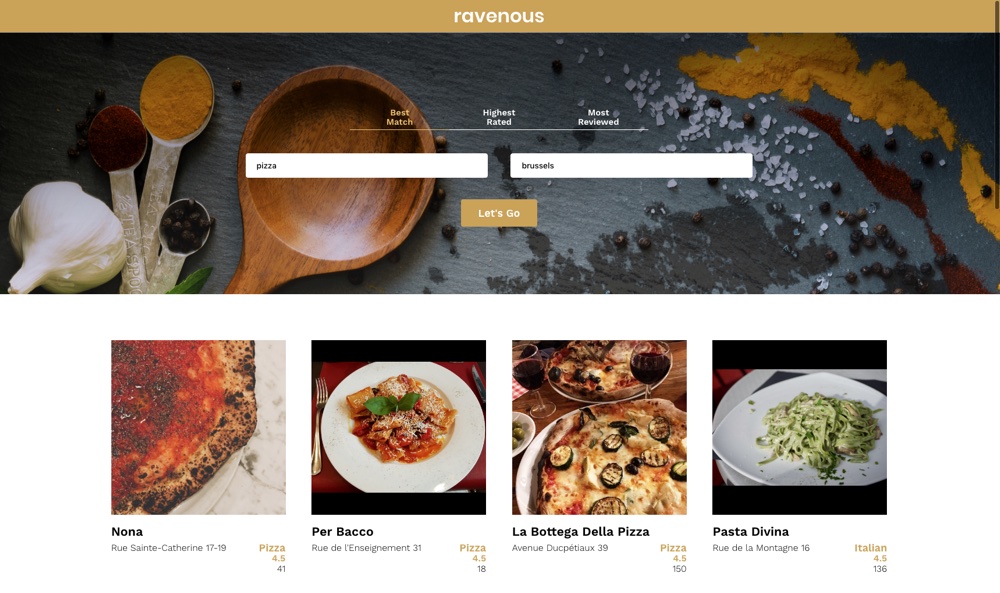 ravenous
Best Match
Highest Rated
Most Reviewed
pizza
brussels
Let's Go
Nona
Rue Sainte-Catherine 17-19
Pizza
4.5
41
Per Bacco
Rue de l'Enseignement 31
Pizza
4.5
18
La Bottega Della Pizza
Avenue Ducpétiaux 39
Pizza
4.5
150
Pasta Divina
Rue de la Montagne 16
Italian
4.5
136